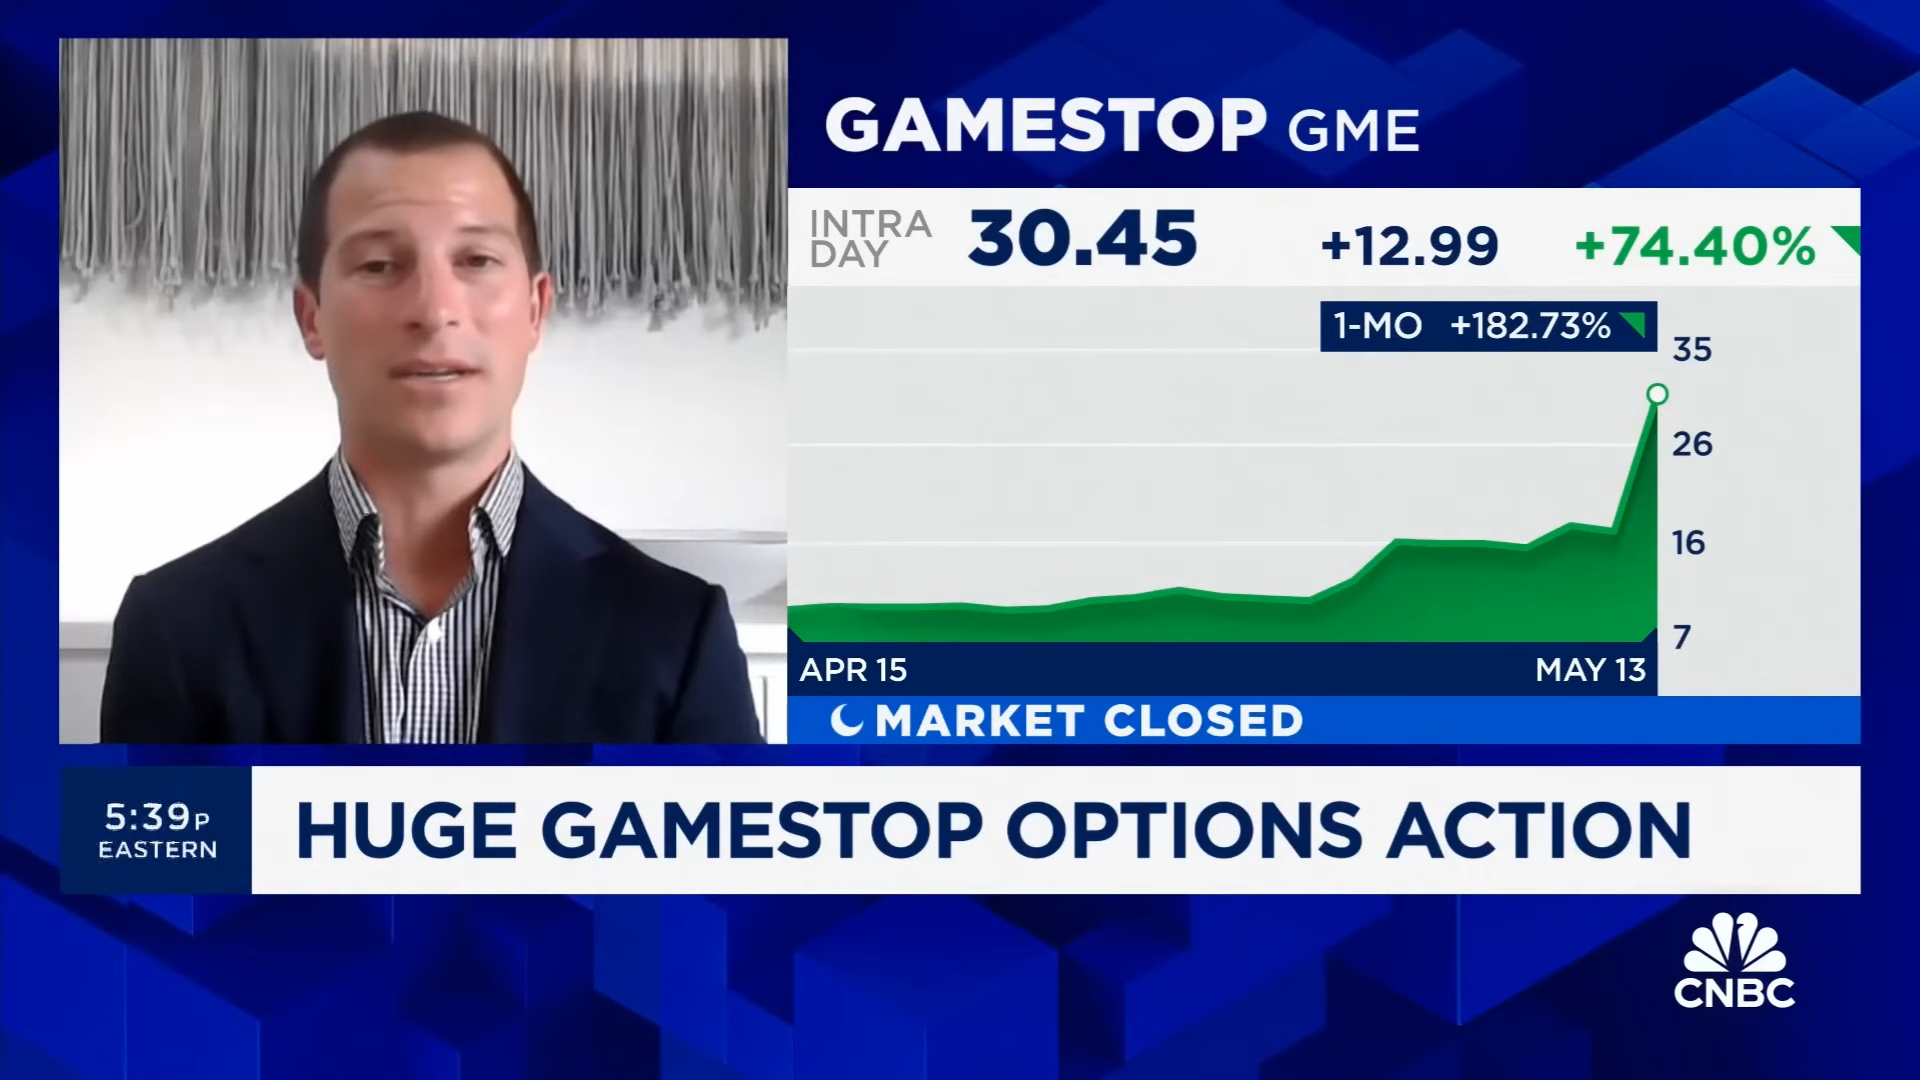 GAMESTOP GME
INTRA
DAY
30.45 +12.99 +74.40%
1-MO +182.73%
35
26
16
7
APR 15 MAY 13
MARKET CLOSED
5:39P
EASTERN
HUGE GAMESTOP OPTIONS ACTION
CNBC